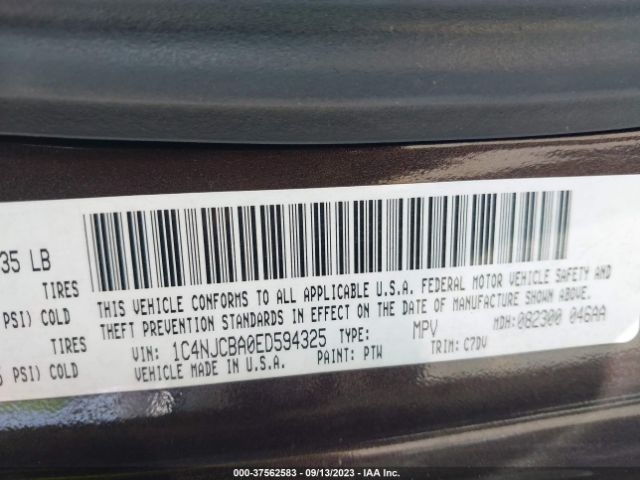 35 LB
TIRES
PSI) COLD
TIRES
PSI) COLD
THIS VEHICLE CONFORMS TO ALL APPLICABLE U.S.A. FEDERAL MOTOR VEHICLE SAFETY AND
THEFT PREVENTION STANDARDS IN EFFECT ON THE DATE OF MANUFACTURE SHOWN ABOVE.
VIN: 1C4NJCBA0ED594325 TYPE: MPV MDH:082300 046AA
VEHICLE MADE IN U.S.A. PAINT: PTW TRIM: C7DV
000-37562583 - 09/13/2023 - IAA Inc.